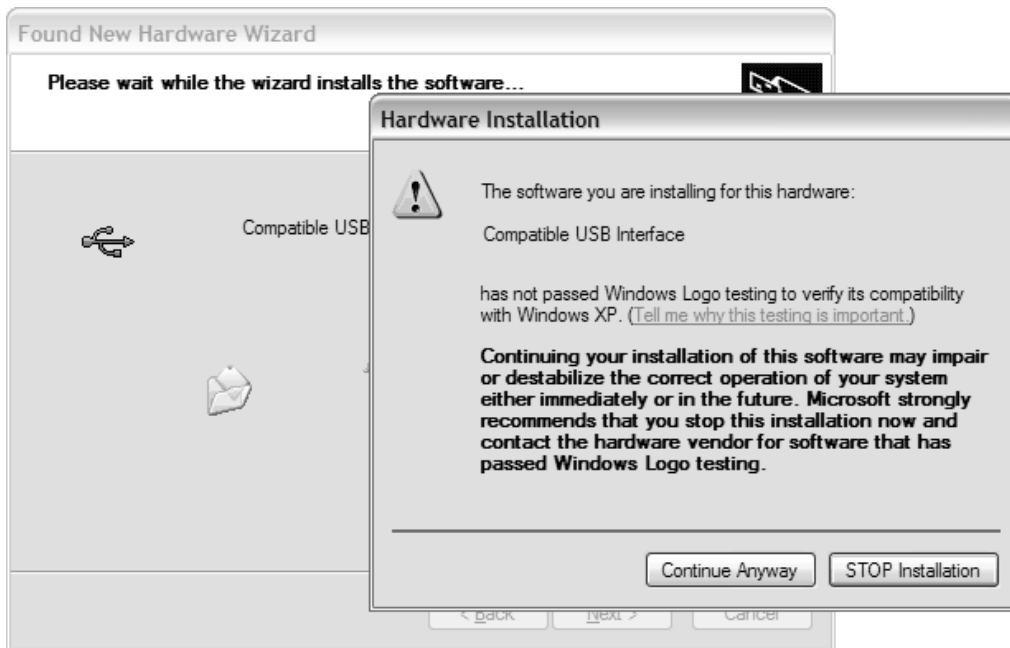 Found New Hardware Wizard
Please wait while the wizard installs the software...
Hardware Installation
The software you are installing for this hardware:
Compatible USB
Compatible USB Interface
has not passed Windows Logo testing to verify its compatibility
with Windows XP. (Tell me why this testing is important.)
Continuing your installation of this software may impair
or destabilize the correct operation of your system
either immediately or in the future. Microsoft strongly
recommends that you stop this installation now and
contact the hardware vendor for software that has
passed Windows Logo testing.
Continue Anyway STOP Installation
< Back Next > Cancel